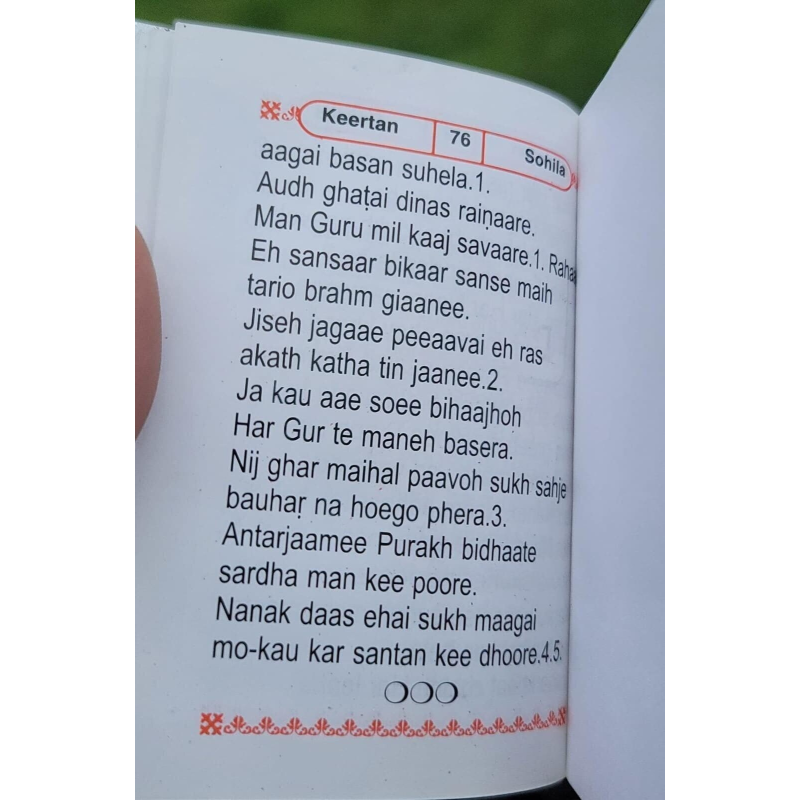 Keertan 76 Sohila
aagai basan suhela.1.
Audh ghaṭai dinas raiṇaare.
Man Guru mil kaaj savaare.1. Rahaa
Eh sansaar bikaar sanse maih
tario brahm giaanee.
Jiseh jagaae peeaavai eh ras
akath katha tin jaanee.2.
Ja kau aae soee bihaajhoh
Har Gur te maneh basera.
Nij ghar maihal paavoh sukh sahje
bauhaṛ na hoego phera.3.
Antarjaamee Purakh bidhaate
sardha man kee poore.
Nanak daas ehai sukh maagai
mo-kau kar santan kee dhoore.4.5.